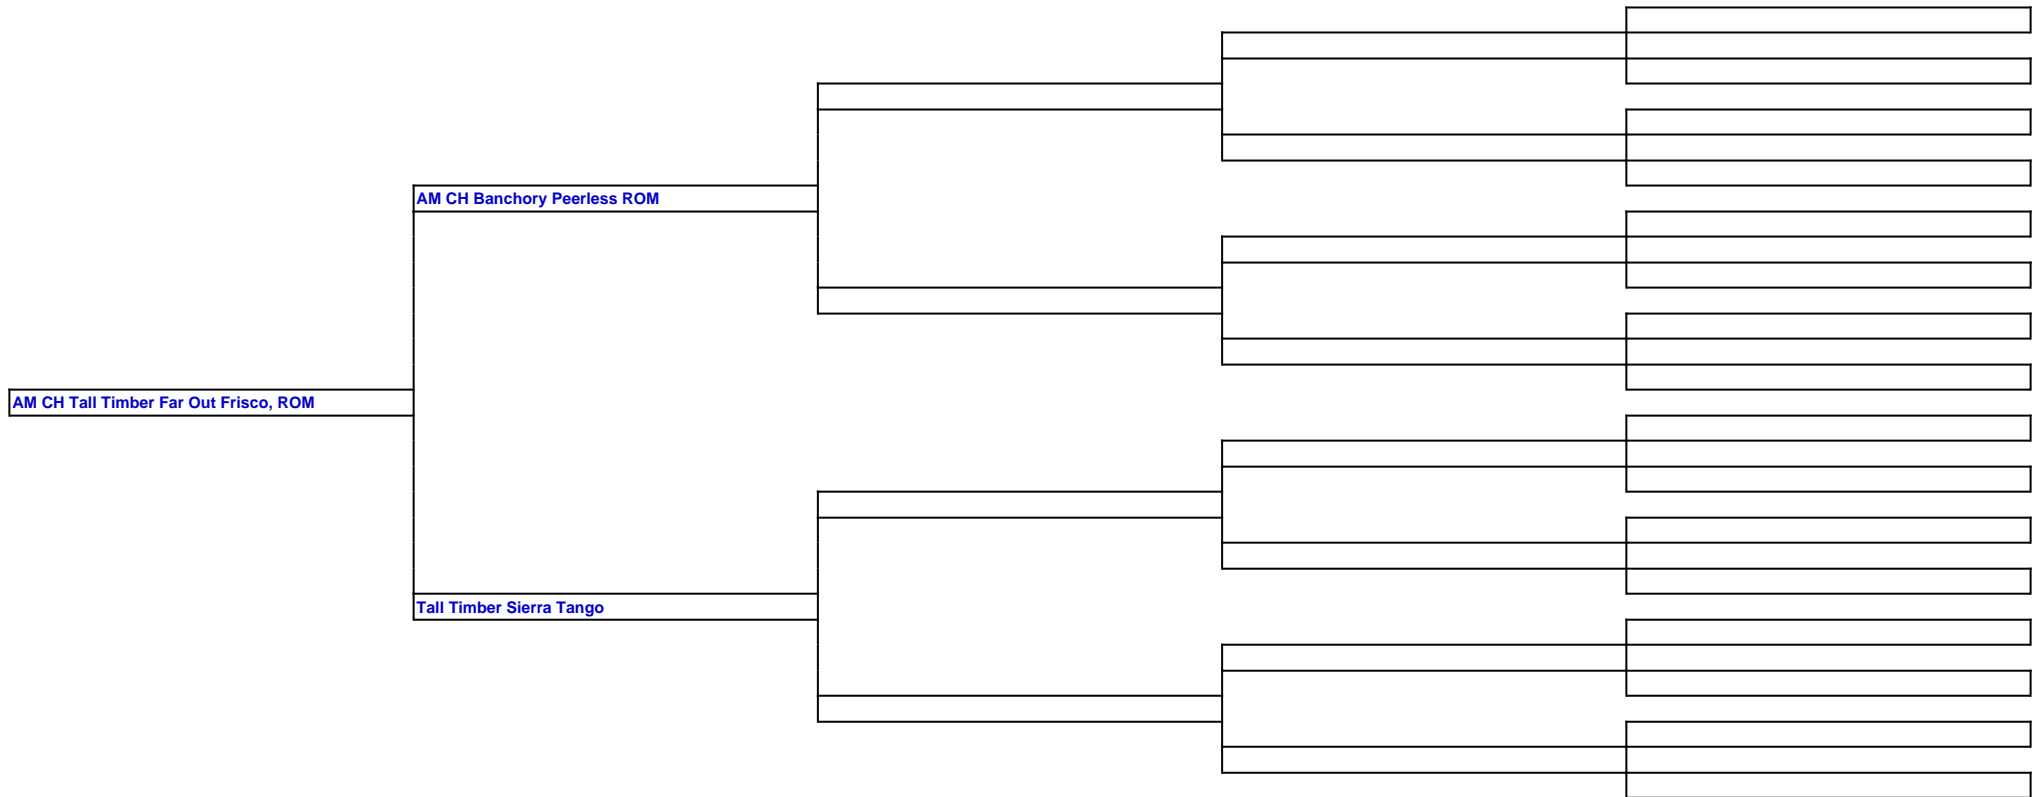 AM CH Banchory Peerless ROM
AM CH Tall Timber Far Out Frisco, ROM
Tall Timber Sierra Tango